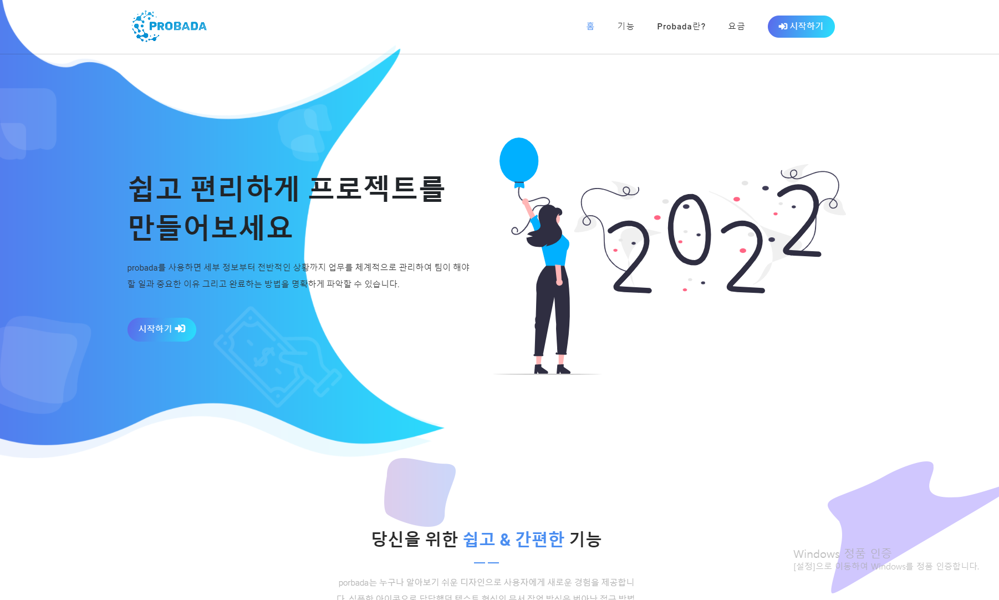 PROBADA
홈 기능 Probada란? 요금 시작하기
쉽고 편리하게 프로젝트를
만들어보세요
probada를 사용하면 세부 정보부터 전반적인 상황까지 업무를 체계적으로 관리하여 팀이 해야
할 일과 중요한 이유 그리고 완료하는 방법을 명확하게 파악할 수 있습니다.
시작하기
2022
당신을 위한 쉽고 & 간편한 기능
Windows 정품 인증
[설정]으로 이동하여 Windows를 정품 인증합니다.
porbada는 누구나 알아보기 쉬운 디자인으로 사용자에게 새로운 경험을 제공합니
다. 심플한 아이콘으로 답답했던 텍스트 형식의 문서 작업 방식을 벗어난 접근 방법